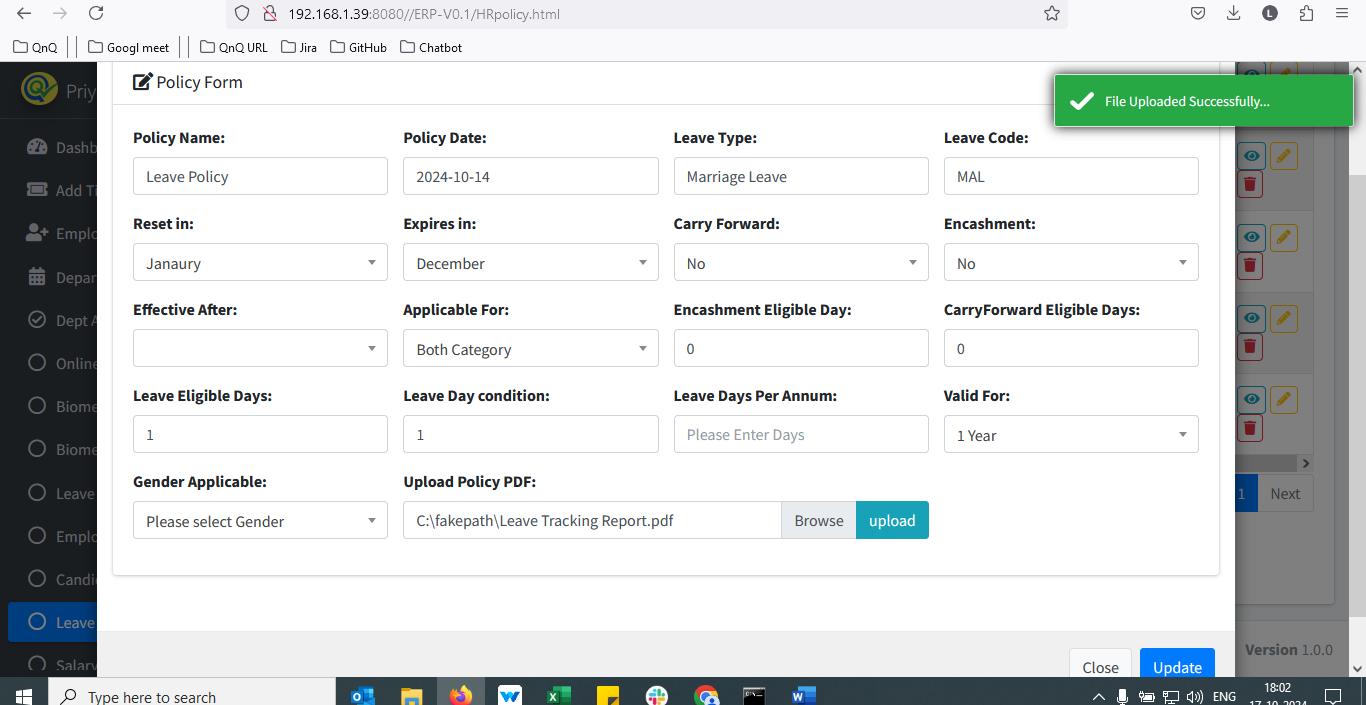 192.168.1.39:8080//ERP-V0.1/HRpolicy.html
L
QnQ
Googl meet
QnQ URL
Jira
GitHub
Chatbot
Policy Form
File Uploaded Successfully...
Policy Name:
Policy Date:
Leave Type:
Leave Code:
Leave Policy
2024-10-14
Marriage Leave
MAL
Reset in:
Expires in:
Carry Forward:
Encashment:
Janaury
December
No
No
Effective After:
Applicable For:
Encashment Eligible Day:
CarryForward Eligible Days:
Both Category
0
0
Leave Eligible Days:
Leave Day condition:
Leave Days Per Annum:
Valid For:
1
1
Please Enter Days
1 Year
Gender Applicable:
Upload Policy PDF:
Please select Gender
C:\fakepath\Leave Tracking Report.pdf
Browse
upload
Close
Update
Priy
Dashb
Add Ti
Emplo
Depar
Dept A
Online
Biome
Biome
Leave
Emplo
Candi
Leave
Salary
1
Next
Version 1.0.0
Type here to search
ENG
18:02
17-10-2024